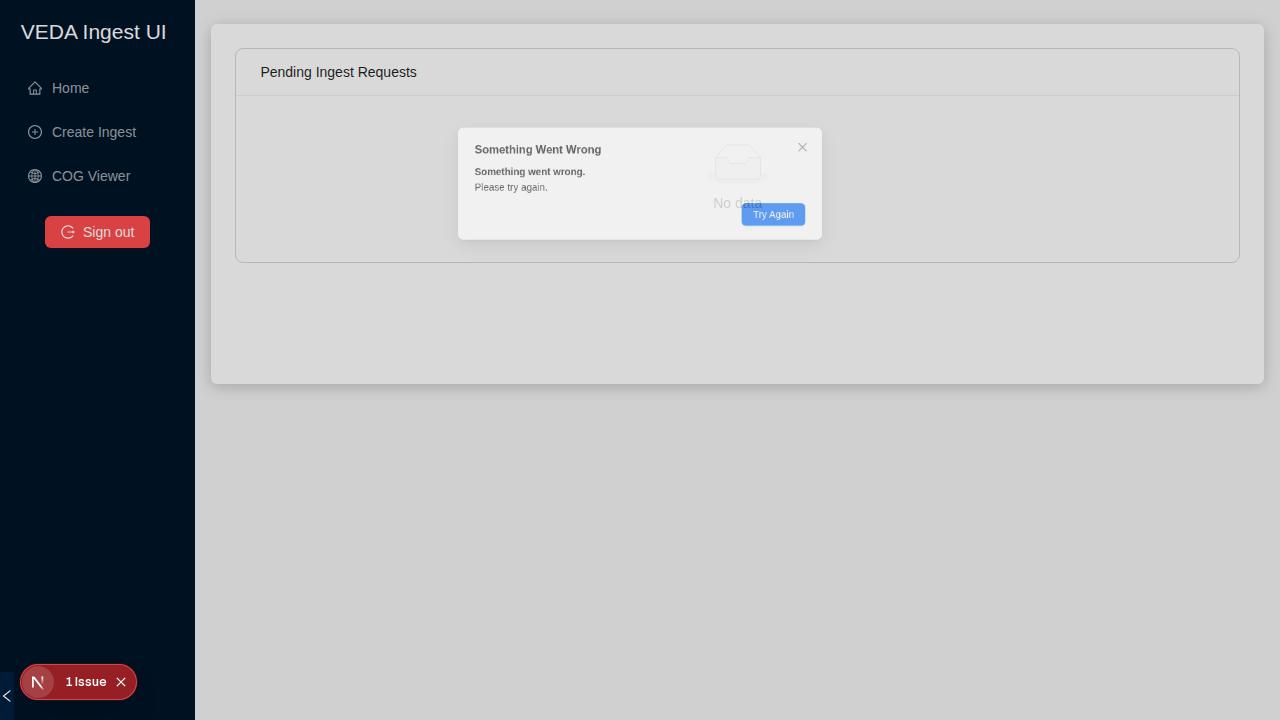 VEDA Ingest UI
Home
Create Ingest
COG Viewer
Sign out
Pending Ingest Requests
Something Went Wrong
Something went wrong.
Please try again.
No data
Try Again
1 Issue